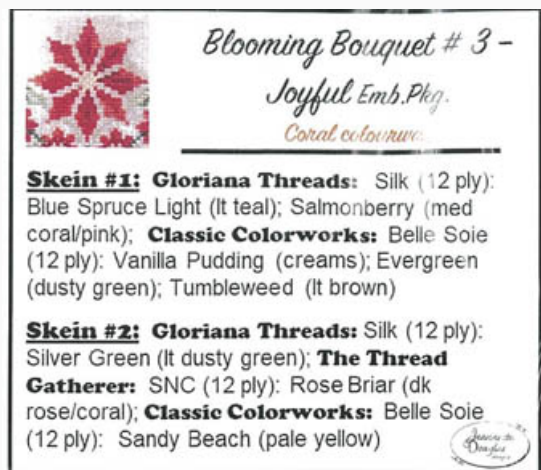 Blooming Bouquet # 3 -
Joyful Emb.Pkg.
Coral
Skein #1: Gloriana Threads: Silk (12 ply):
Blue Spruce Light (lt teal); Salmonberry (med
coral/pink); Classic Colorworks: Belle Soie
(12 ply): Vanilla Pudding (creams); Evergreen
(dusty green); Tumbleweed (lt brown)
Skein #2: Gloriana Threads: Silk (12 ply):
Silver Green (lt dusty green); The Thread
Gatherer: SNC (12 ply): Rose Briar (dk
rose/coral); Classic Colorworks: Belle Soie
(12 ply): Sandy Beach (pale yellow)